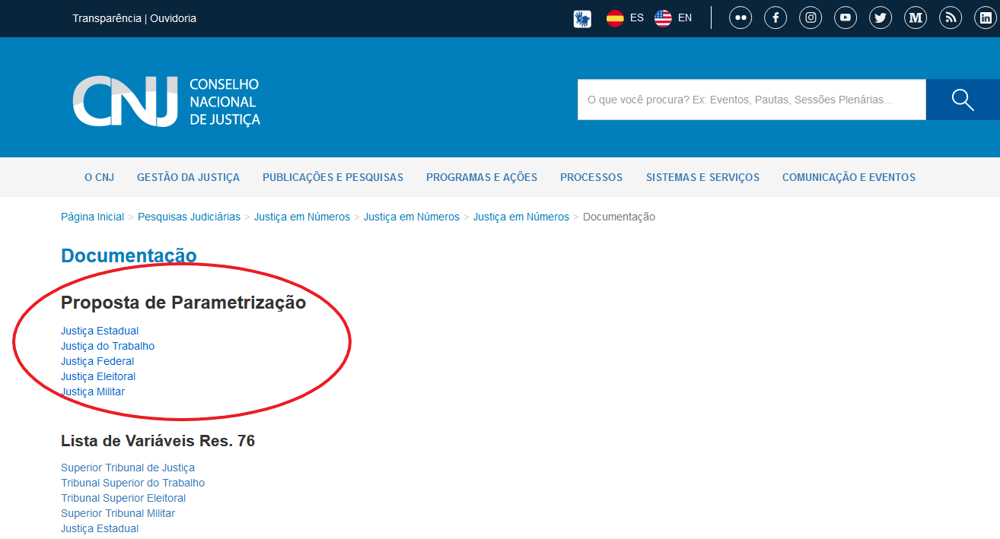 Transparência | Ouvidoria
ES
EN
CNJ
CONSELHO
NACIONAL
DE JUSTIÇA
O que você procura? Ex: Eventos, Pautas, Sessões Plenárias...
O CNJ
GESTÃO DA JUSTIÇA
PUBLICAÇÕES E PESQUISAS
PROGRAMAS E AÇÕES
PROCESSOS
SISTEMAS E SERVIÇOS
COMUNICAÇÃO E EVENTOS
Página Inicial > Pesquisas Judiciárias > Justiça em Números > Justiça em Números > Justiça em Números > Documentação
Documentação
Proposta de Parametrização
Justiça Estadual
Justiça do Trabalho
Justiça Federal
Justiça Eleitoral
Justiça Militar
Lista de Variáveis Res. 76
Superior Tribunal de Justiça
Tribunal Superior do Trabalho
Tribunal Superior Eleitoral
Superior Tribunal Militar
Justiça Estadual